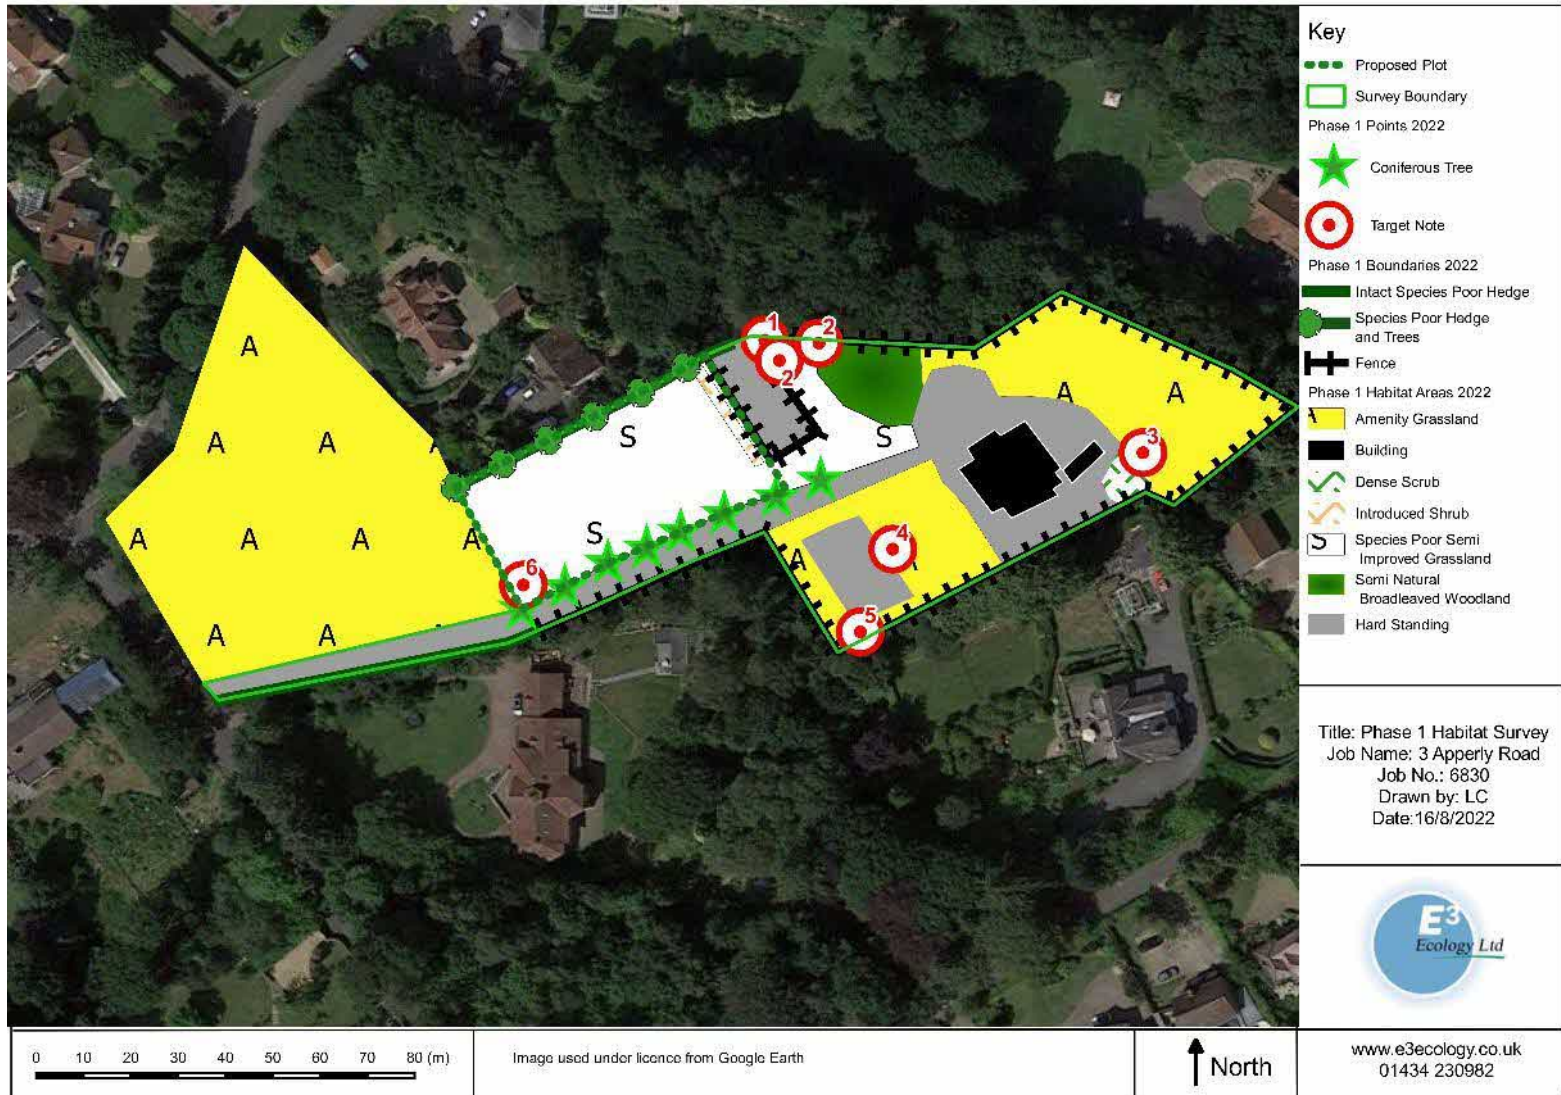 A
A
A
A
A
A
A
A
A
S
S
1
2
2
S
A
A
3
A
4
5
6
Key
Proposed Plot
Survey Boundary
Phase 1 Points 2022
Coniferous Tree
Target Note
Phase 1 Boundaries 2022
Intact Species Poor Hedge
Species Poor Hedge
and Trees
Fence
Phase 1 Habitat Areas 2022
Amenity Grassland
Building
Dense Scrub
Introduced Shrub
S Species Poor Semi
Improved Grassland
Semi Natural
Broadleaved Woodland
Hard Standing
Title: Phase 1 Habitat Survey
Job Name: 3 Apperly Road
Job No.: 6830
Drawn by: LC
Date:16/8/2022
E3
Ecology Ltd
0 10 20 30 40 50 60 70 80 (m)
Image used under licence from Google Earth
North
www.e3ecology.co.uk
01434 230982